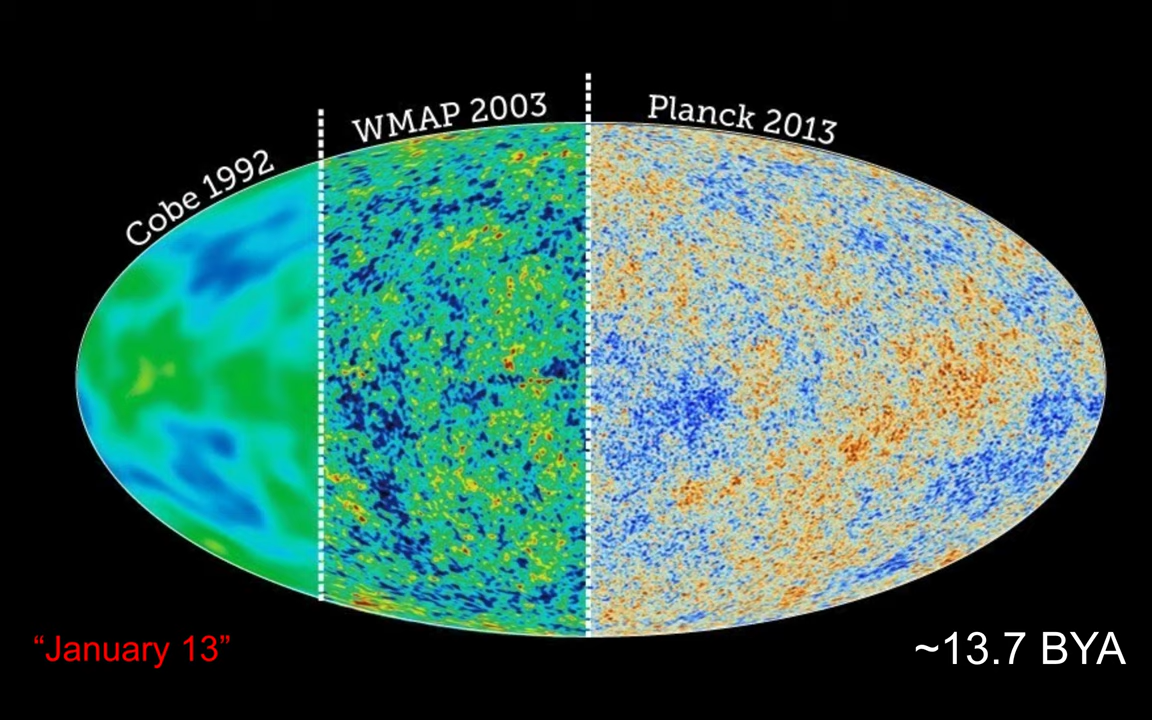 Cobe 1992
WMAP 2003
Planck 2013
“January 13”
~13.7 BYA